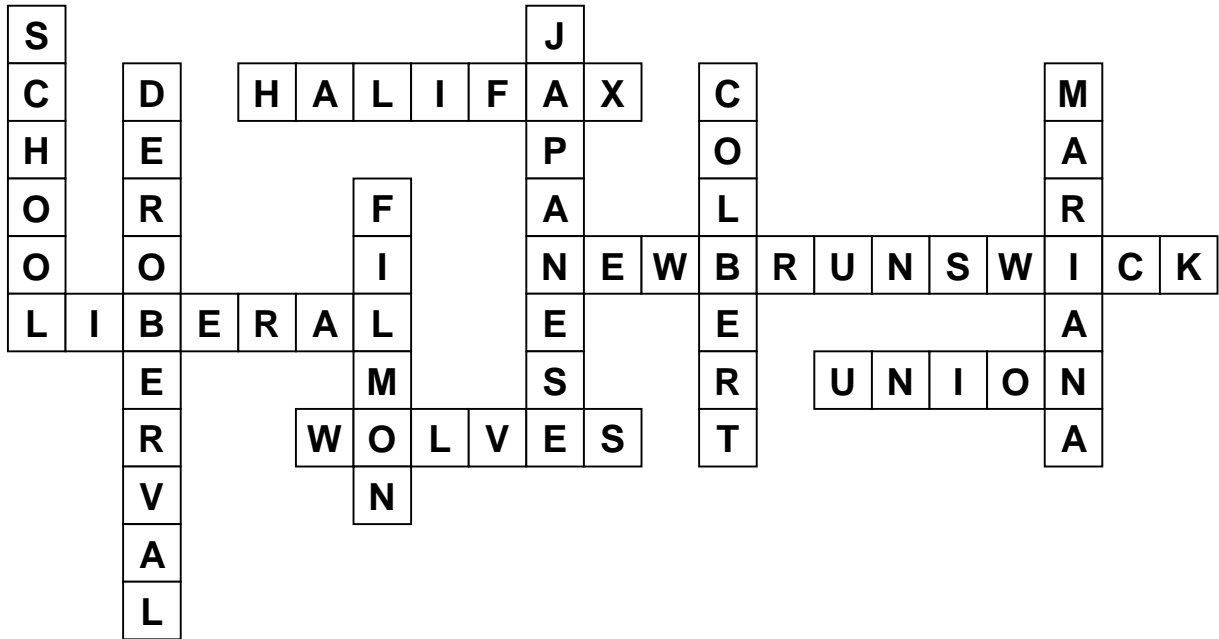 SCHOOL
JAPANESE
DEROBERVAL
HALIFAX
COLBERT
MARIANA
FILMON
NEWBRUNSWICK
LIBERAL
UNION
WOLVES